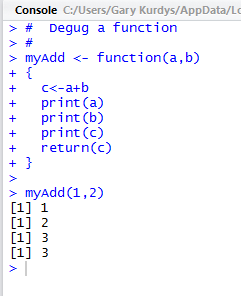 Console C:/Users/Gary Kurdys/AppData/Lo
> #  Degug a function
> #
> myAdd <- function(a,b)
+ {
+   c<-a+b
+   print(a)
+   print(b)
+   print(c)
+   return(c)
+ }
>
> myAdd(1,2)
[1] 1
[1] 2
[1] 3
[1] 3
>